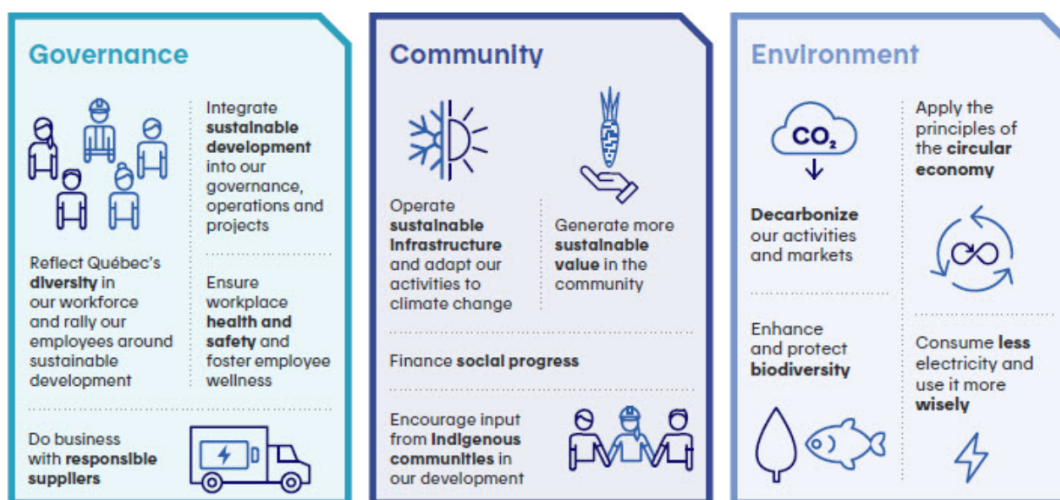 Governance
Integrate
sustainable
development
into our
governance,
operations and
projects
Reflect Québec's
diversity in
our workforce
and rally our
employees around
sustainable
development
Ensure
workplace
health and
safety and
foster employee
wellness
Do business
with responsible
suppliers
Community
Operate
sustainable
infrastructure
and adapt our
activities to
climate change
Generate more
sustainable
value in the
community
Finance social progress
Encourage input
from Indigenous
communities in
our development
Environment
CO₂
Decarbonize
our activities
and markets
Apply the
principles of
the circular
economy
Enhance
and protect
biodiversity
Consume less
electricity and
use it more
wisely